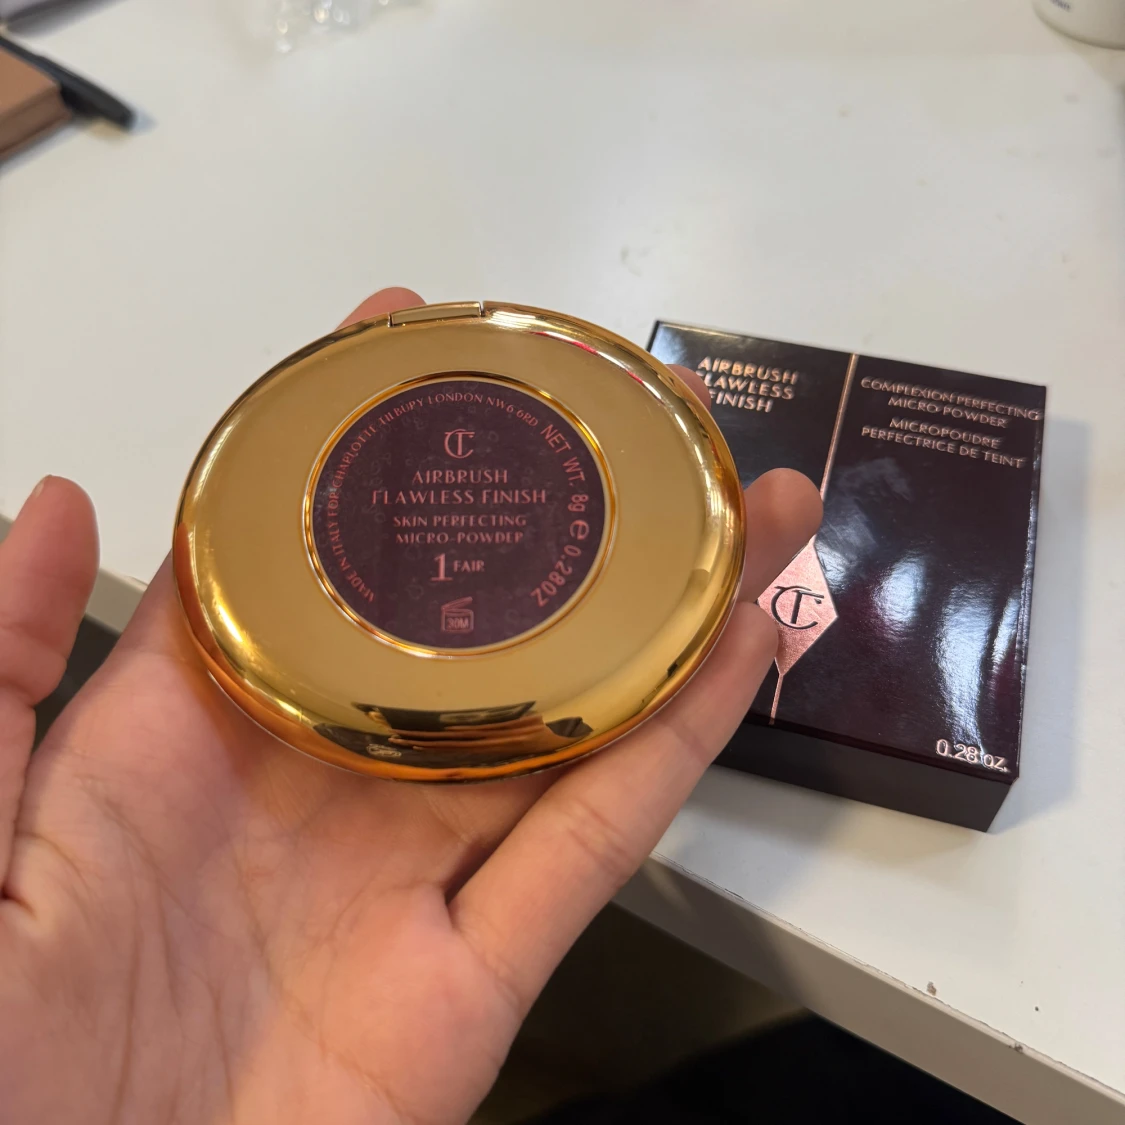 MADE IN ITALY FOR CHARLOTTE TILBURY LONDON NW6 6RD
NET WT. 8g e 0.28OZ
CT
AIRBRUSH
FLAWLESS FINISH
SKIN PERFECTING
MICRO-POWDER
1 FAIR
30M
AIRBRUSH
FLAWLESS
FINISH
COMPLEXION PERFECTING
MICRO POWDER
MICROPOUDRE
PERFECTRICE DE TEINT
CT
0.28 oz.